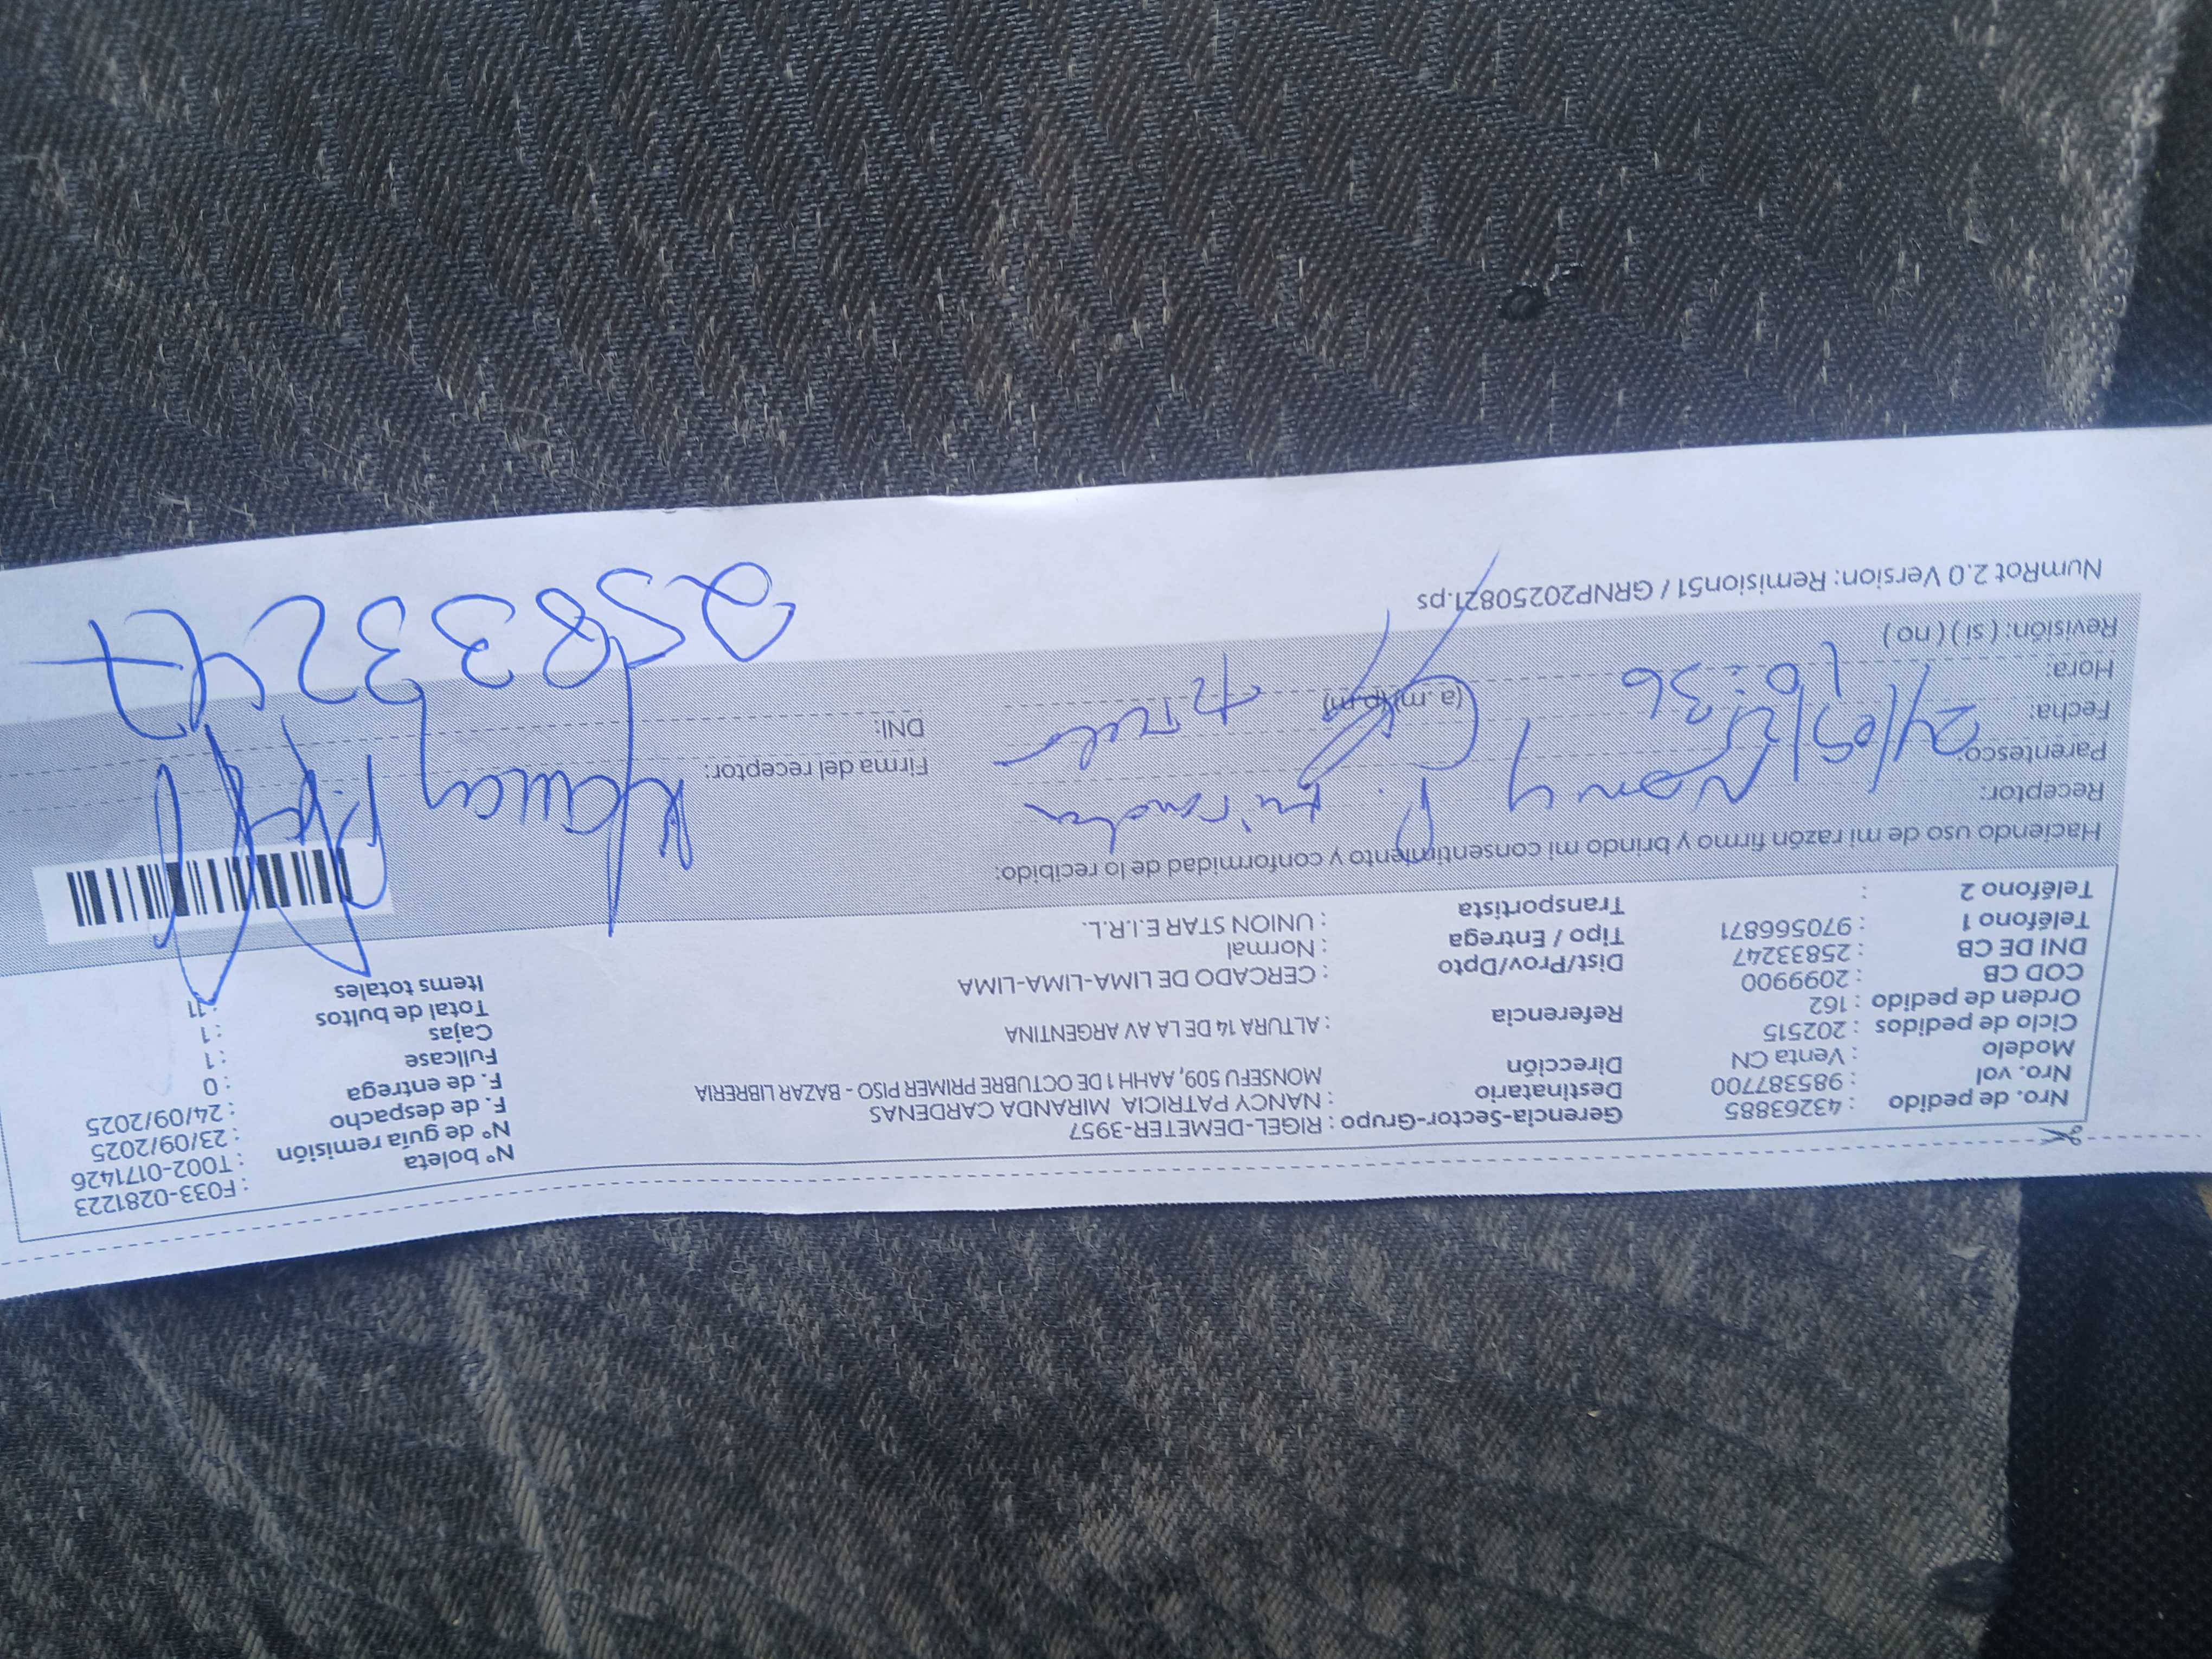 Nro. de pedido : 43263885
Nro. vol : 985387700
Modelo : Venta CN
Ciclo de pedidos : 202515
Orden de pedido : 162
COD CB : 2099900
DNI DE CB : 25833247
Teléfono 1 : 970566871
Teléfono 2 :
Gerencia-Sector-Grupo : RIGEL-DEMETER-3957
Destinatario : NANCY PATRICIA MIRANDA CARDENAS
Dirección MONSEFU 509, AAHH 1 DE OCTUBRE PRIMER PISO - BAZAR LIBRERIA
Referencia : ALTURA 14 DE LA AV ARGENTINA
Dist/Prov/Dpto : CERCADO DE LIMA-LIMA-LIMA
Tipo / Entrega : Normal
Transportista : UNION STAR E.I.R.L.
N° boleta : F033-0281223
N° de guía remisión : T002-0171426
F. de despacho : 23/09/2025
F. de entrega : 24/09/2025
Fullcase : 0
Cajas : 1
Total de bultos : 1
Items totales : 11
Haciendo uso de mi razón firmo y brindo mi consentimiento y conformidad de lo recibido:
Receptor: Nancy P. Miranda
Parentesco:
Fecha: 24/09/25
Hora: 10:36 (a.m)(p.m)
Revisión: ( si ) ( no )
Firma del receptor:
DNI: 25833247
NumRot 2.0 Version: Remision51 / GRNP20250821.ps